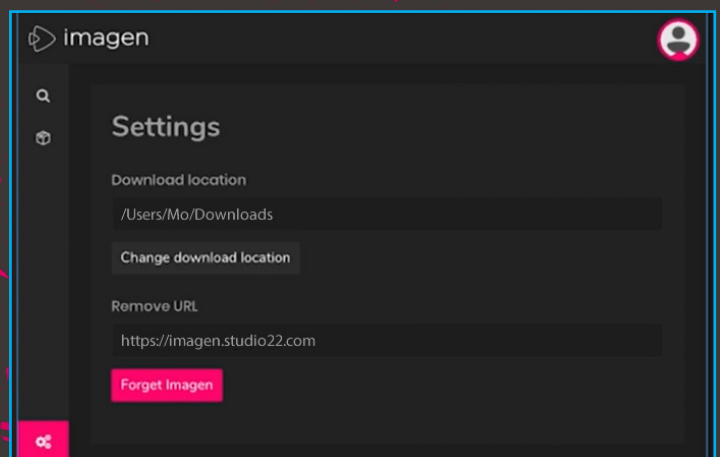 imagen
Settings
Download location
/Users/Mo/Downloads
Change download location
Remove URL
https://imagen.studio22.com
Forget Imagen